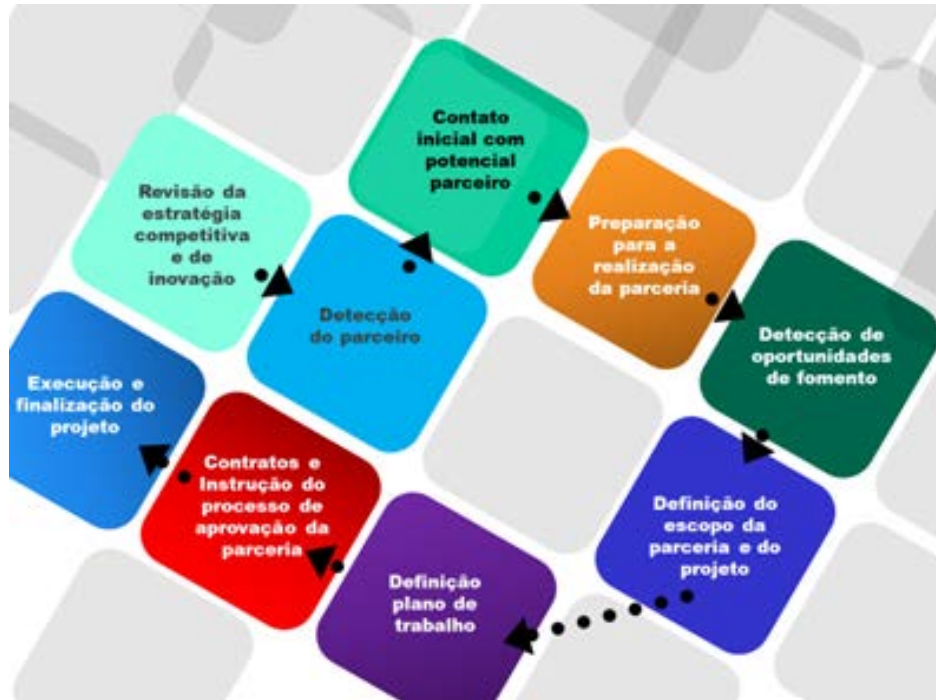 Revisão da
estratégia
competitiva
e de
inovação
Detecção
do parceiro
Contato
inicial com
potencial
parceiro
Preparação
para a
realização
da parceria
Detecção de
oportunidades
de fomento
Definição do
escopo da
parceria e do
projeto
Definição
plano de
trabalho
Contratos e
Instrução do
processo de
aprovação da
parceria
Execução e
finalização do
projeto